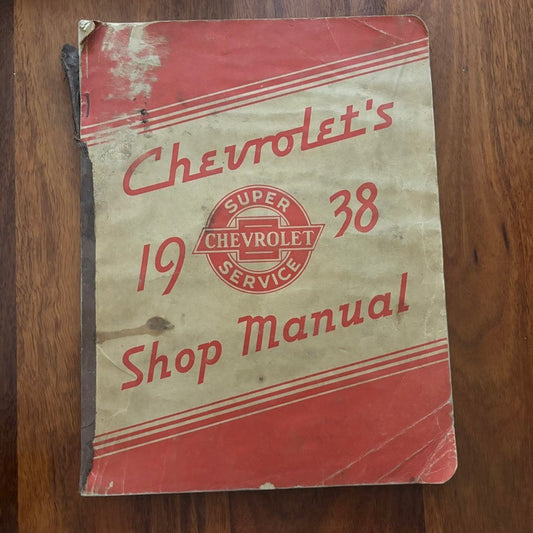 Chevrolet's
19 38
SUPER
CHEVROLET
SERVICE
Shop Manual